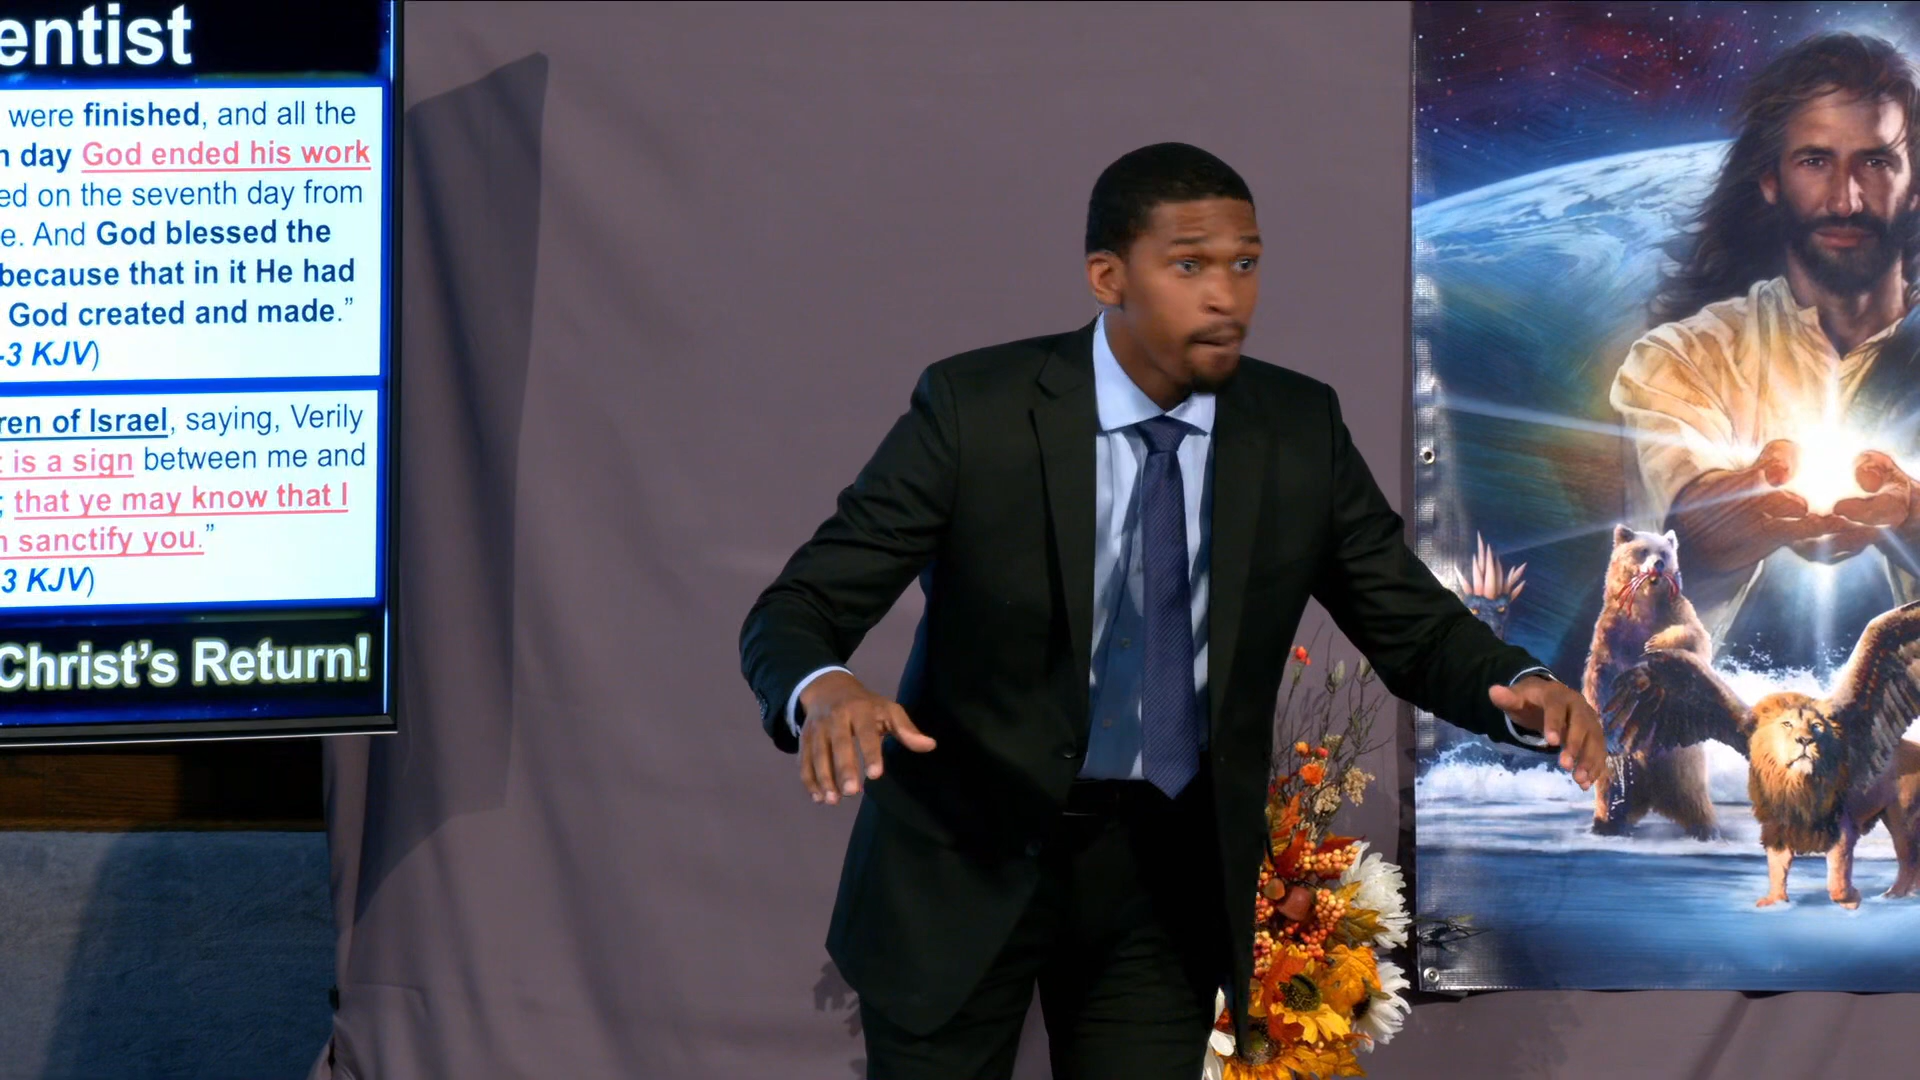 entist
were finished, and all the
day God ended his work
ed on the seventh day from
e. And God blessed the
because that in it He had
God created and made.”
-3 KJV)
ren of Israel, saying, Verily
is a sign between me and
; that ye may know that I
sanctify you.”
3 KJV)
Christ’s Return!